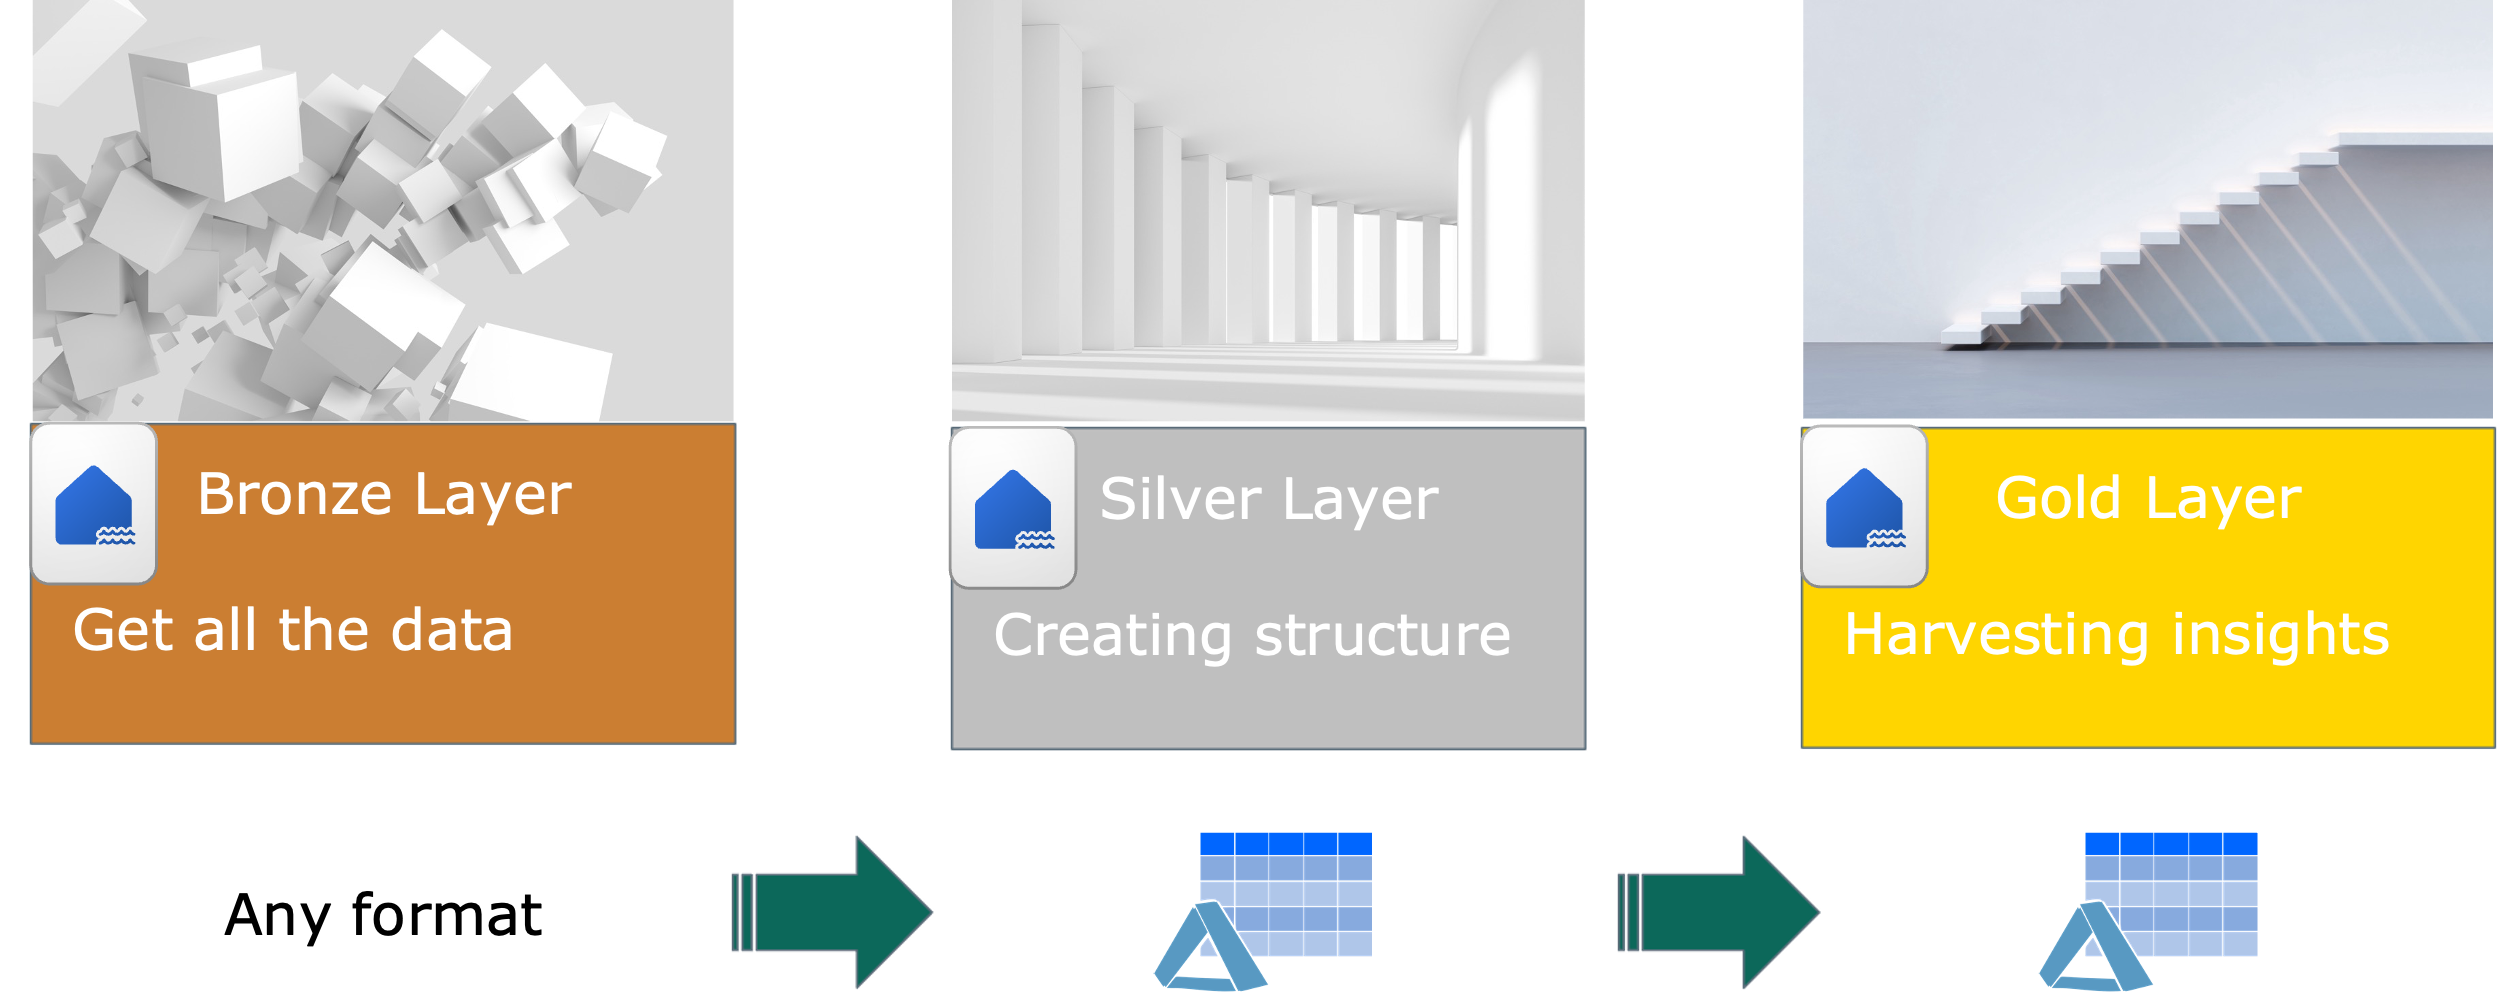 Bronze Layer
Get all the data
Silver Layer
Creating structure
Gold Layer
Harvesting insights
Any format